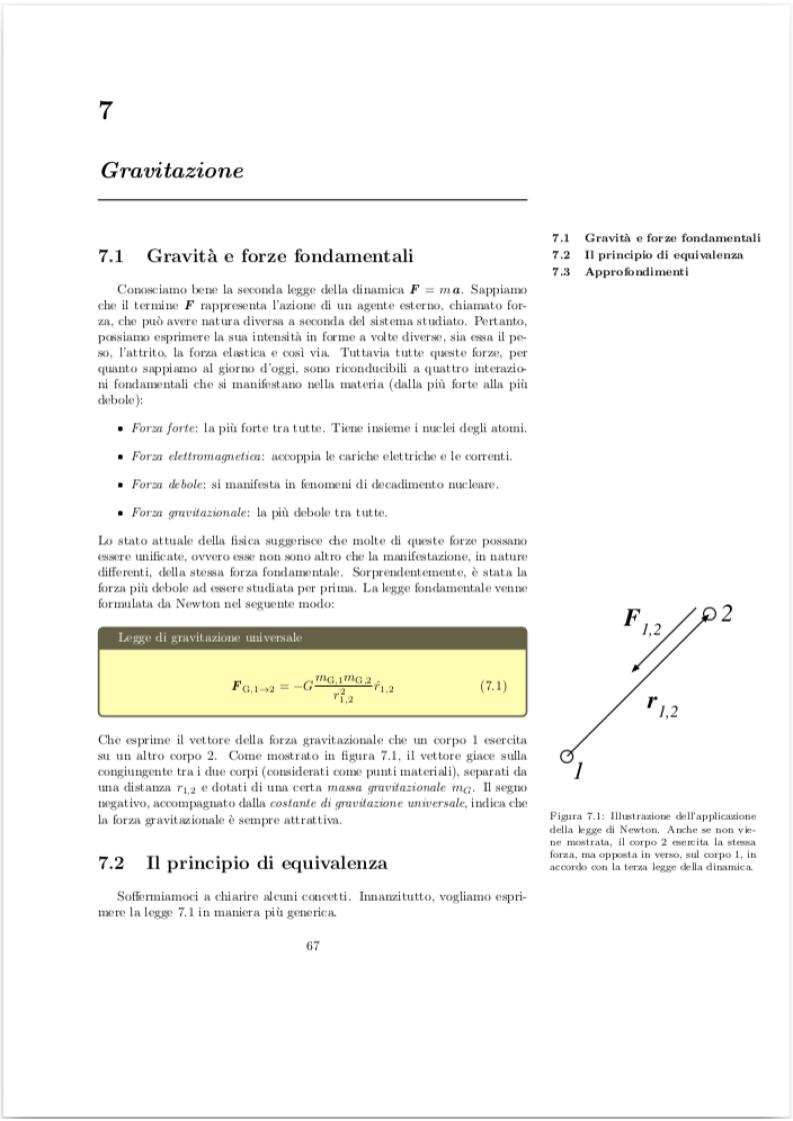 7
Gravitazione
7.1 Gravità e forze fondamentali
Conosciamo bene la seconda legge della dinamica F = ma. Sappiamo
che il termine F rappresenta l'azione di un agente esterno, chiamato for-
za, che può avere natura diversa a seconda del sistema studiato. Pertanto,
possiamo esprimere la sua intensità in forme a volte diverse, sia essa il pe-
so, l'attrito, la forza elastica e così via. Tuttavia tutte queste forze, per
quanto sappiamo al giorno d'oggi, sono riconducibili a quattro interazio-
ni fondamentali che si manifestano nella materia (dalla più forte alla più
debole):
• Forza forte: la più forte tra tutte. Tiene insieme i nuclei degli atomi.
• Forza elettromagnetica: accoppia le cariche elettriche e le correnti.
• Forza debole: si manifesta in fenomeni di decadimento nucleare.
• Forza gravitazionale: la più debole tra tutte.
Lo stato attuale della fisica suggerisce che molte di queste forze possano
essere unificate, ovvero esse non sono altro che la manifestazione, in nature
differenti, della stessa forza fondamentale. Sorprendentemente, è stata la
forza più debole ad essere studiata per prima. La legge fondamentale venne
formulata da Newton nel seguente modo:
Legge di gravitazione universale
F_{G,1→2} = −G \frac{m_{G,1} m_{G,2}}{r_{1,2}^2} \hat{r}_{1,2} (7.1)
Che esprime il vettore della forza gravitazionale che un corpo 1 esercita
su un altro corpo 2. Come mostrato in figura 7.1, il vettore giace sulla
congiungente tra i due corpi (considerati come punti materiali), separati da
una distanza r_{1,2} e dotati di una certa massa gravitazionale m_G. Il segno
negativo, accompagnato dalla costante di gravitazione universale, indica che
la forza gravitazionale è sempre attrattiva.
7.2 Il principio di equivalenza
Soffermiamoci a chiarire alcuni concetti. Innanzitutto, vogliamo espri-
mere la legge 7.1 in maniera più generica.
67
7.1 Gravità e forze fondamentali
7.2 Il principio di equivalenza
7.3 Approfondimenti
F_{1,2} 2
r_{1,2}
1
Figura 7.1: Illustrazione dell'applicazione
della legge di Newton. Anche se non vie-
ne mostrata, il corpo 2 esercita la stessa
forza, ma opposta in verso, sul corpo 1, in
accordo con la terza legge della dinamica.